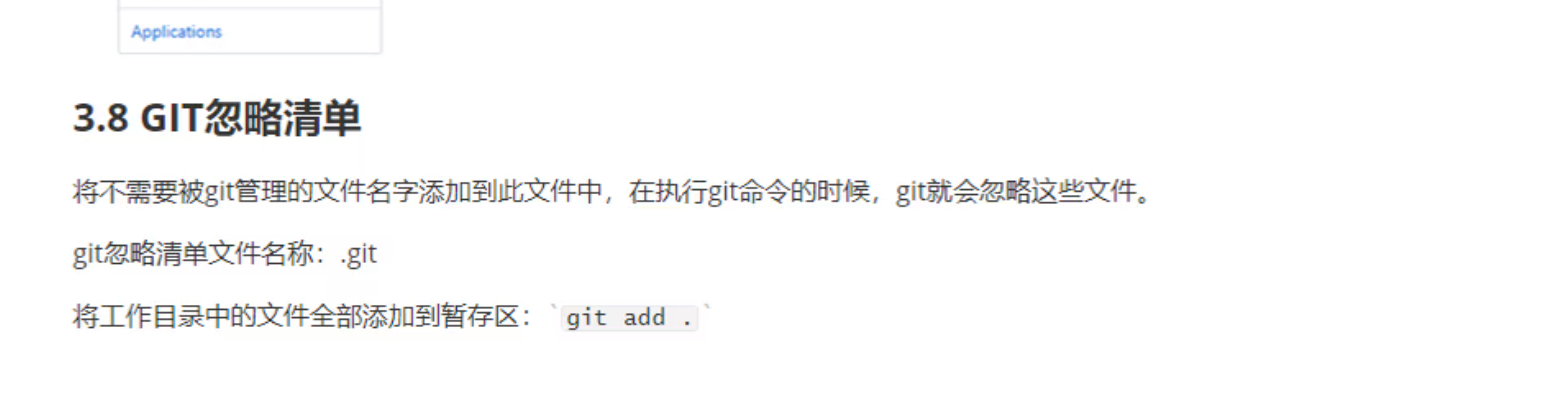 Applications
3.8 GIT忽略清单
将不需要被git管理的文件名字添加到此文件中，在执行git命令的时候，git就会忽略这些文件。
git忽略清单文件名称：.git
将工作目录中的文件全部添加到暂存区：`git add .`